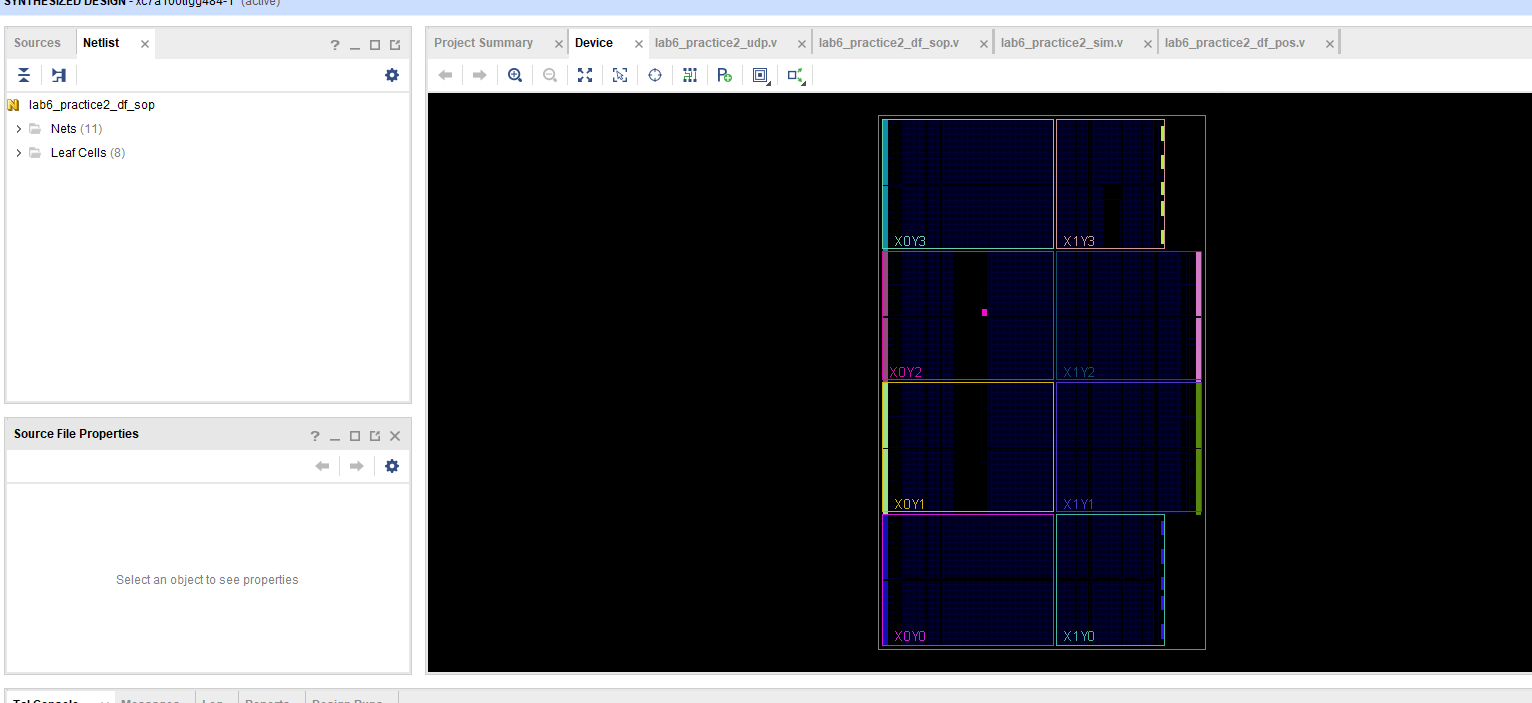 SYNTHESIZED DESIGN - xc7a100tfgg484-1 (active)
Sources Netlist
lab6_practice2_df_sop
Nets (11)
Leaf Cells (8)
Source File Properties
Select an object to see properties
Project Summary Device lab6_practice2_udp.v lab6_practice2_df_sop.v lab6_practice2_sim.v lab6_practice2_df_pos.v
X0Y3 X1Y3
X0Y2 X1Y2
X0Y1 X1Y1
X0Y0 X1Y0
Tcl Console Messages Log Reports Design Runs